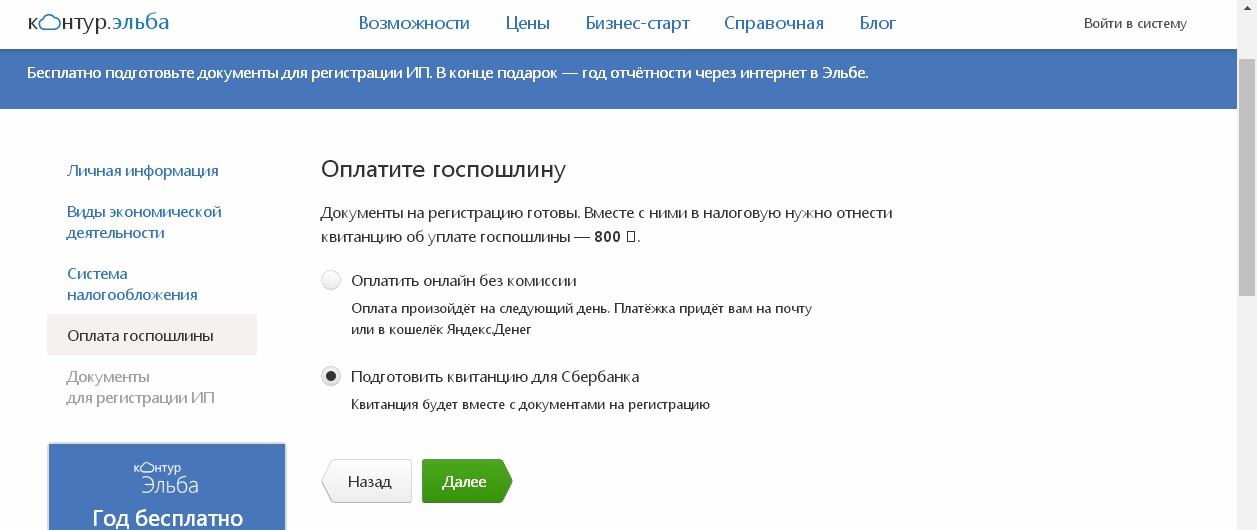 контур.эльба
Возможности Цены Бизнес-старт Справочная Блог
Войти в систему
Бесплатно подготовьте документы для регистрации ИП. В конце подарок — год отчётности через интернет в Эльбе.
Личная информация
Виды экономической
деятельности
Система
налогообложения
Оплата госпошлины
Документы
для регистрации ИП
контур
Эльба
Год бесплатно
Оплатите госпошлину
Документы на регистрацию готовы. Вместе с ними в налоговую нужно отнести
квитанцию об уплате госпошлины — 800 ▯.
Оплатить онлайн без комиссии
Оплата произойдёт на следующий день. Платёжка придёт вам на почту
или в кошелёк Яндекс.Денег
Подготовить квитанцию для Сбербанка
Квитанция будет вместе с документами на регистрацию
Назад
Далее